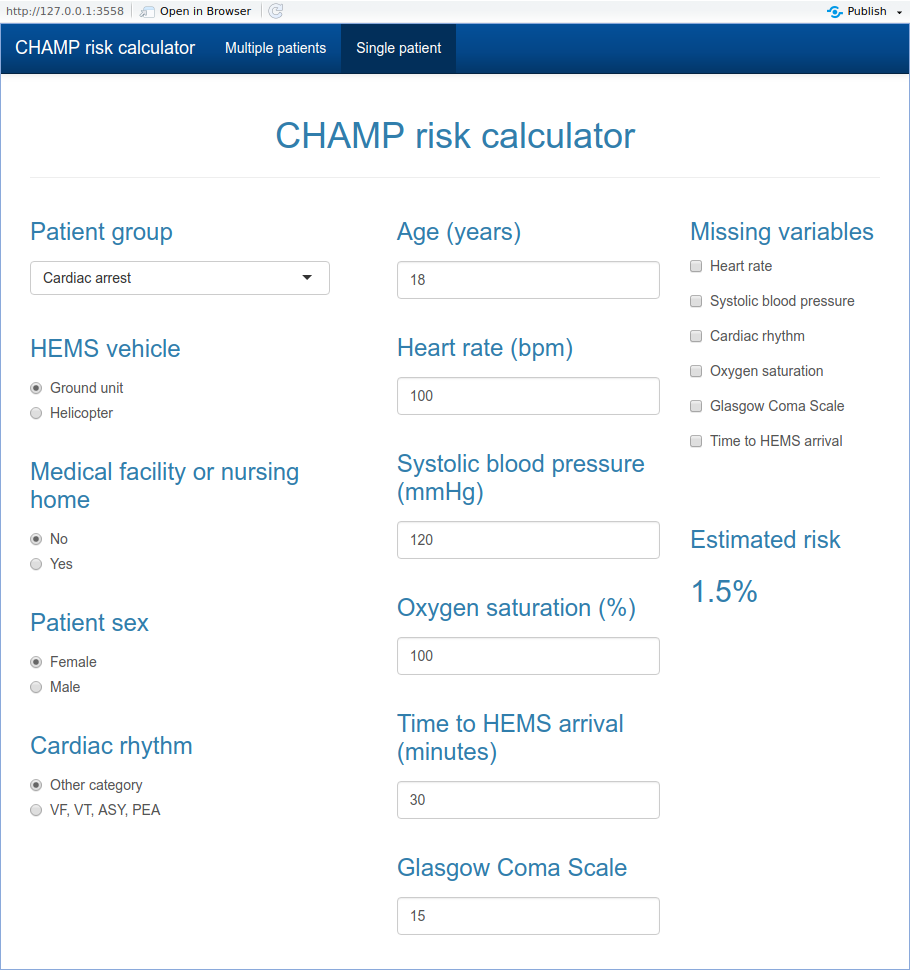 http://127.0.0.1:3558 Open in Browser Publish
CHAMP risk calculator Multiple patients Single patient
CHAMP risk calculator
Patient group
Cardiac arrest
HEMS vehicle
Ground unit
Helicopter
Medical facility or nursing
home
No
Yes
Patient sex
Female
Male
Cardiac rhythm
Other category
VF, VT, ASY, PEA
Age (years)
18
Heart rate (bpm)
100
Systolic blood pressure
(mmHg)
120
Oxygen saturation (%)
100
Time to HEMS arrival
(minutes)
30
Glasgow Coma Scale
15
Missing variables
Heart rate
Systolic blood pressure
Cardiac rhythm
Oxygen saturation
Glasgow Coma Scale
Time to HEMS arrival
Estimated risk
1.5%